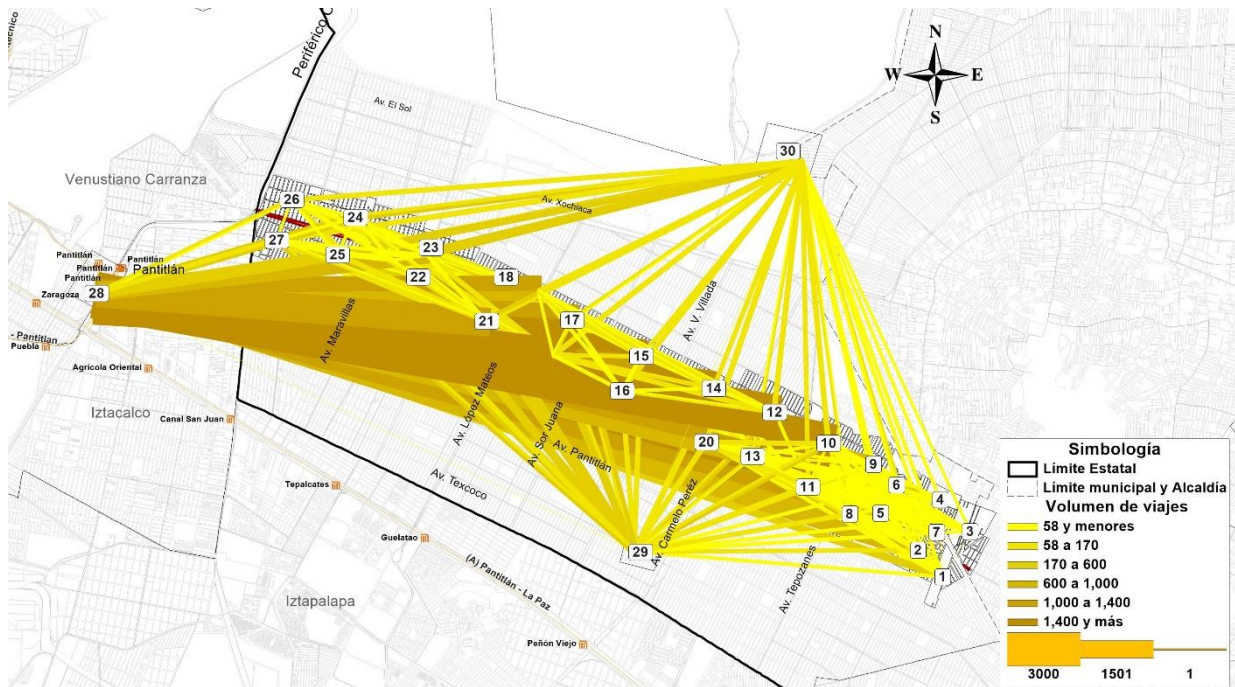 Periférico
Av. El Sol
N
W
E
S
30
Venustiano Carranza
26
24
Av. Xochiaca
27
23
25
Pantitlán
Pantitlán
Pantitlán
Pantitlán
Pantitlán
22
18
28
Zaragoza
21
17
Av. V. Villada
Av. Maravillas
- Pantitlan
Puebla
15
Agrícola Oriental
16
14
Av. López Mateos
Iztacalco
Canal San Juan
12
Av. Sor Juana
20
10
Av. Pantitlán
13
9
Av. Texcoco
11
6
Tepalcates
4
8
5
Av. Carmelo Peréz
7
3
Guelatao
29
2
(A) Pantitlán - La Paz
Av. Tepozanes
1
Iztapalapa
Peñón Viejo
Simbología
Límite Estatal
Límite municipal y Alcaldía
Volumen de viajes
58 y menores
58 a 170
170 a 600
600 a 1,000
1,000 a 1,400
1,400 y más
3000 1501 1